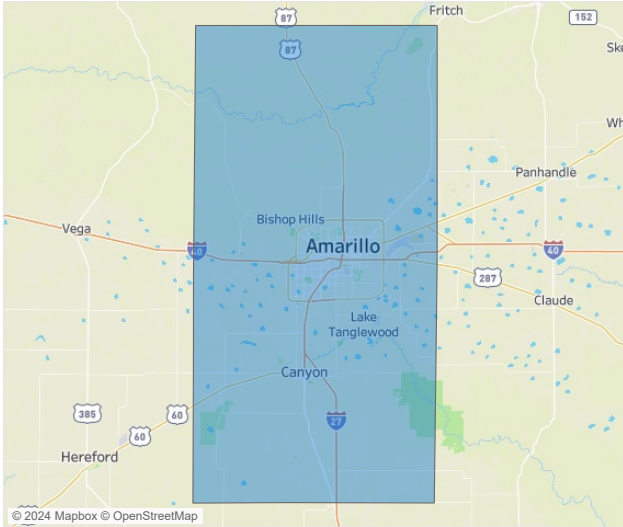 87
Fritch
152
87
Ske
Wh
Panhandle
Bishop Hills
Vega
Amarillo
40
40
287
Claude
Lake
Tanglewood
Canyon
385
60
27
60
Hereford
© 2024 Mapbox © OpenStreetMap